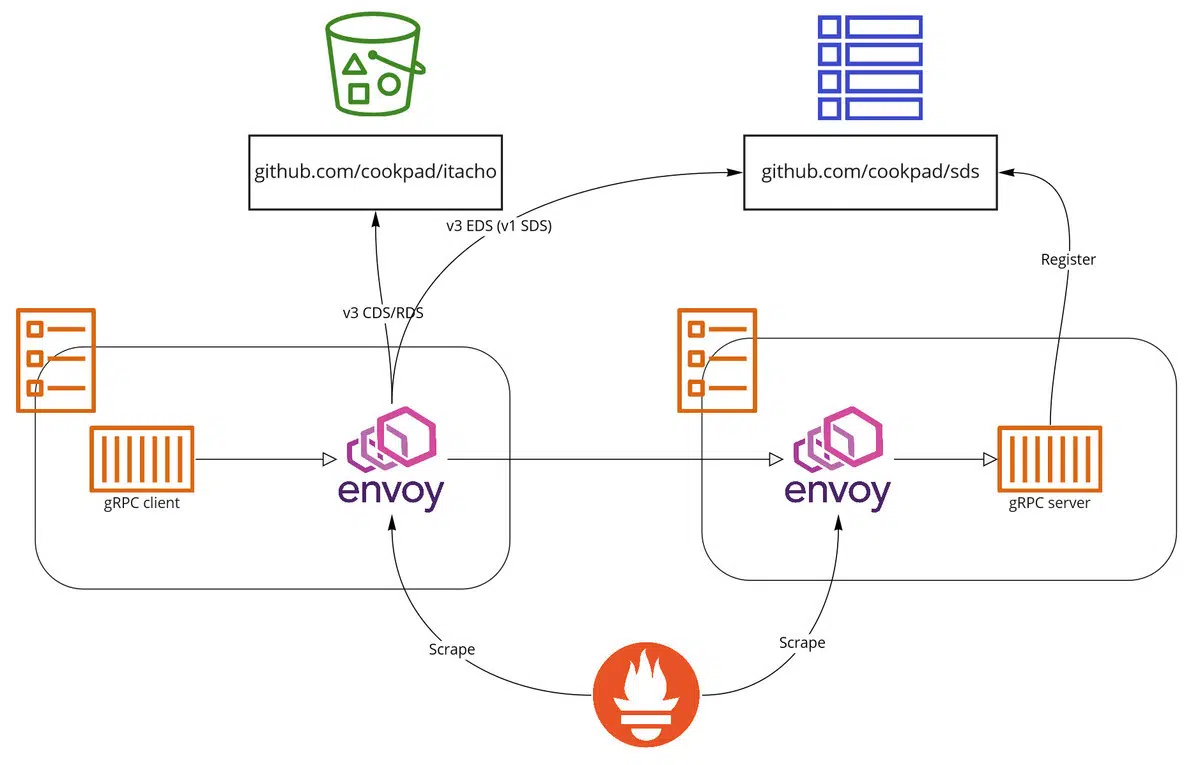 github.com/cookpad/itacho
github.com/cookpad/sds
v3 EDS (v1 SDS)
Register
v3 CDS/RDS
gRPC client
envoy
envoy
gRPC server
Scrape
Scrape